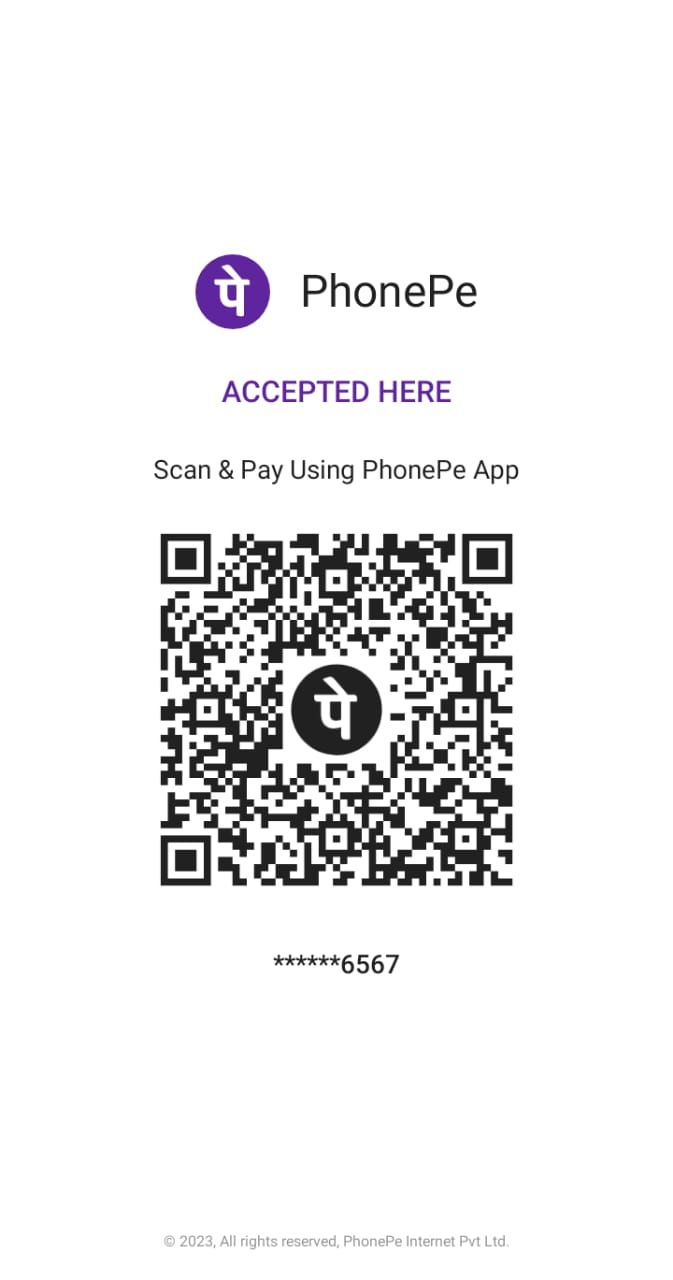 पे PhonePe
ACCEPTED HERE
Scan & Pay Using PhonePe App
पे
******6567
© 2023, All rights reserved, PhonePe Internet Pvt Ltd.